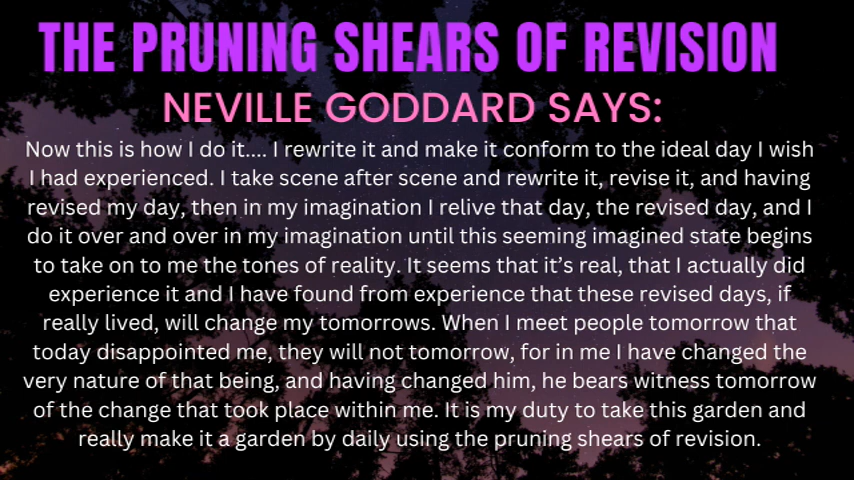 THE PRUNING SHEARS OF REVISION
NEVILLE GODDARD SAYS:
Now this is how I do it.... I rewrite it and make it conform to the ideal day I wish
I had experienced. I take scene after scene and rewrite it, revise it, and having
revised my day, then in my imagination I relive that day, the revised day, and I
do it over and over in my imagination until this seeming imagined state begins
to take on to me the tones of reality. It seems that it’s real, that I actually did
experience it and I have found from experience that these revised days, if
really lived, will change my tomorrows. When I meet people tomorrow that
today disappointed me, they will not tomorrow, for in me I have changed the
very nature of that being, and having changed him, he bears witness tomorrow
of the change that took place within me. It is my duty to take this garden and
really make it a garden by daily using the pruning shears of revision.